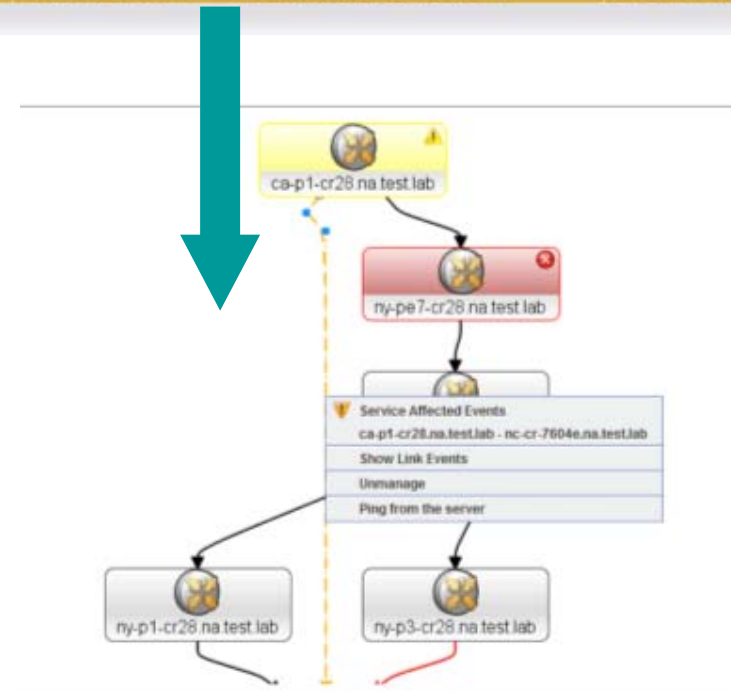 ca-p1-cr28.na.test.lab
ny-pe7-cr28.na.test.lab
Service Affected Events
ca-p1-cr28.na.test.lab - nc-cr-7604e.na.test.lab
Show Link Events
Unmanage
Ping from the server
ny-p1-cr28.na.test.lab
ny-p3-cr28.na.test.lab